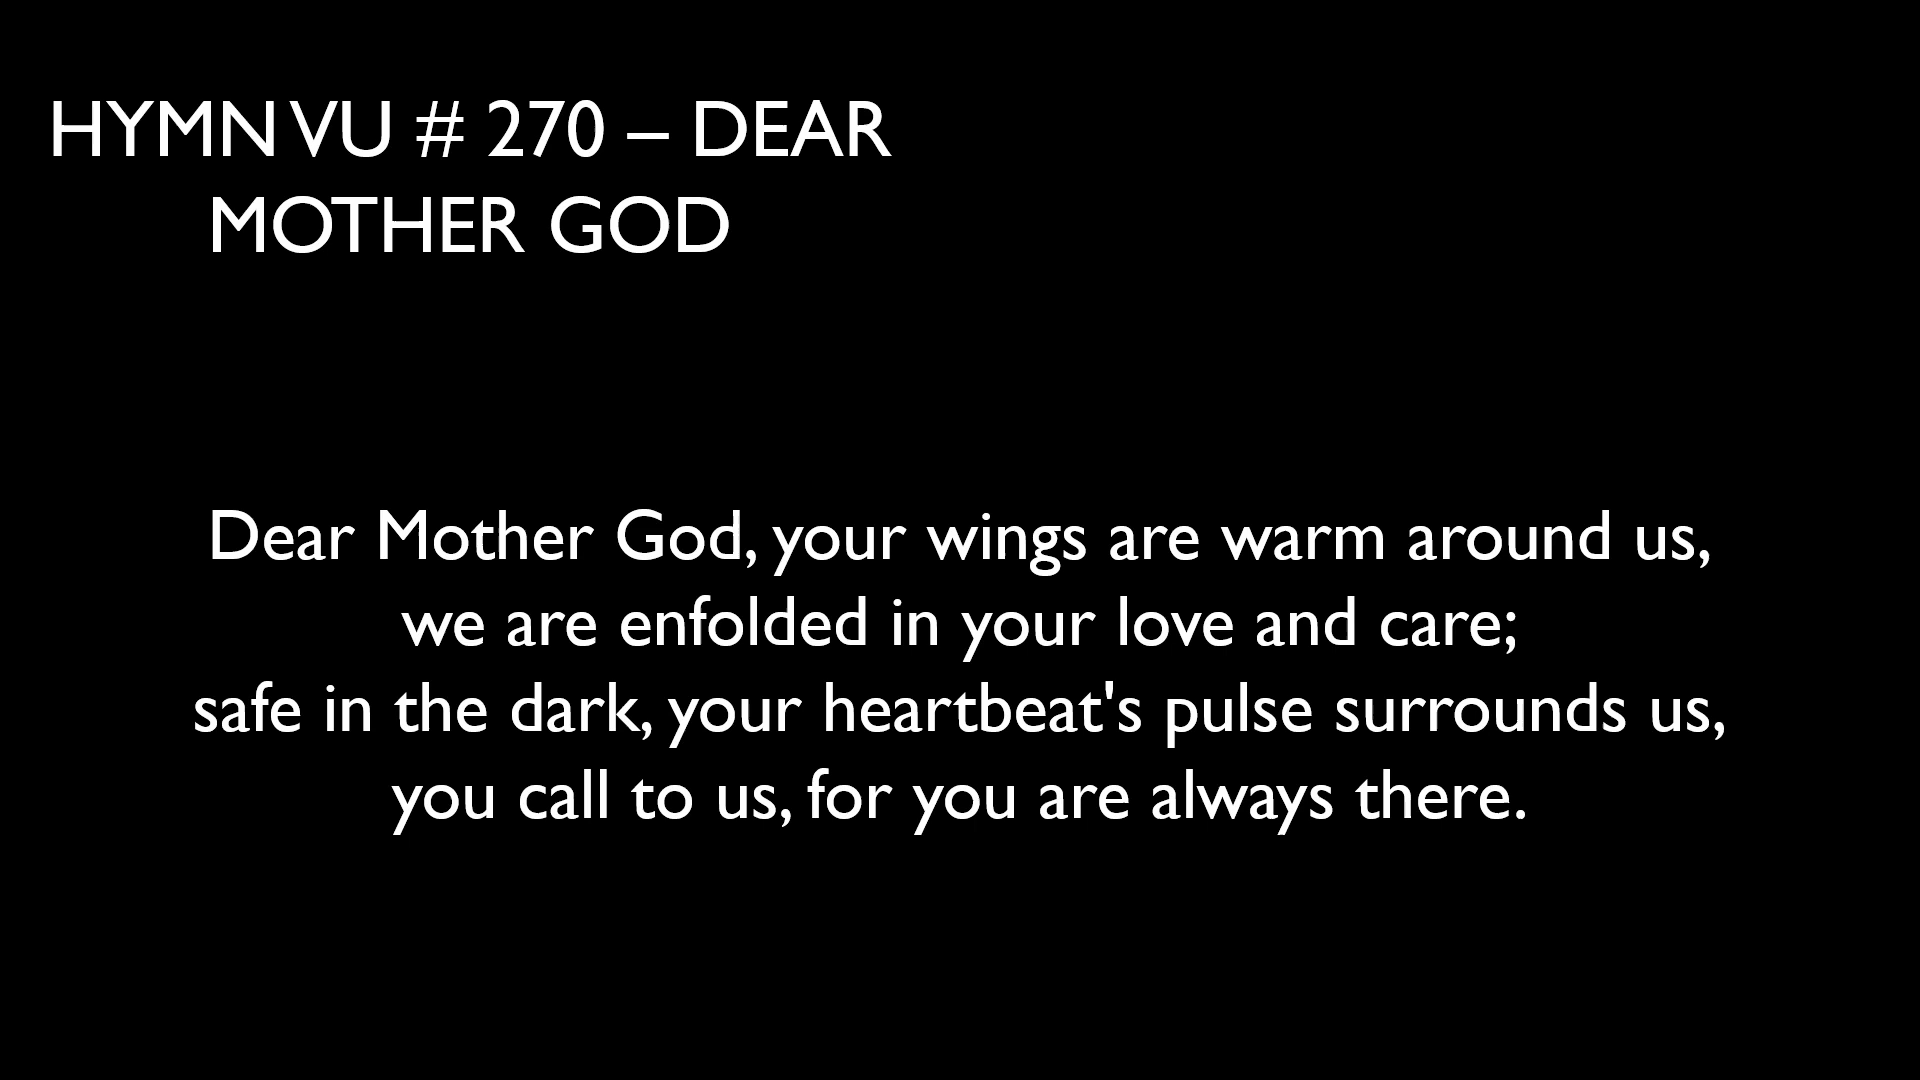 HYMN VU # 270 – DEAR
MOTHER GOD
Dear Mother God, your wings are warm around us,
we are enfolded in your love and care;
safe in the dark, your heartbeat's pulse surrounds us,
you call to us, for you are always there.